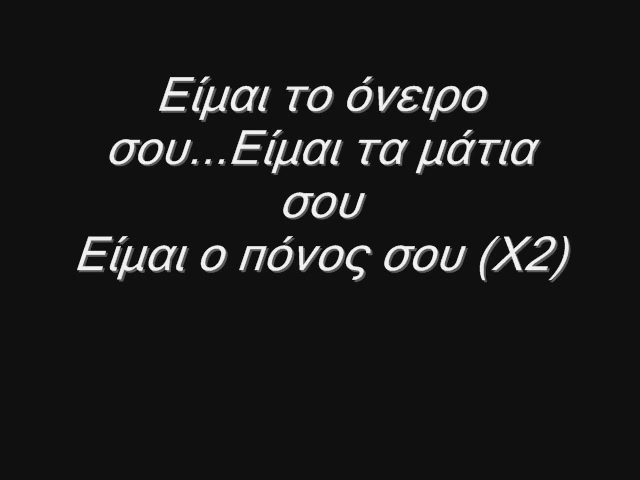 Είμαι το όνειρο
σου...Είμαι τα μάτια
σου
Είμαι ο πόνος σου (Χ2)